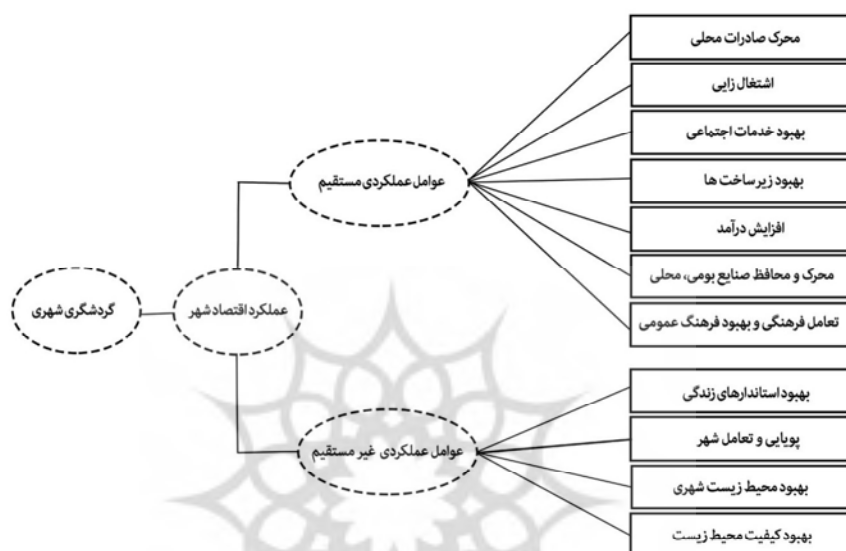 محرک صادرات محلی
اشتغال زایی
بهبود خدمات اجتماعی
بهبود زیرساخت ها
افزایش درآمد
محرک و محافظ صنایع بومی، محلی
تعامل فرهنگی و بهبود فرهنگ عمومی
عوامل عملکردی مستقیم
عملکرد اقتصاد شهر
گردشگری شهری
عوامل عملکردی غیر مستقیم
بهبود استاندارهای زندگی
پویایی و تعامل شهر
بهبود محیط زیست شهری
بهبود کیفیت محیط زیست